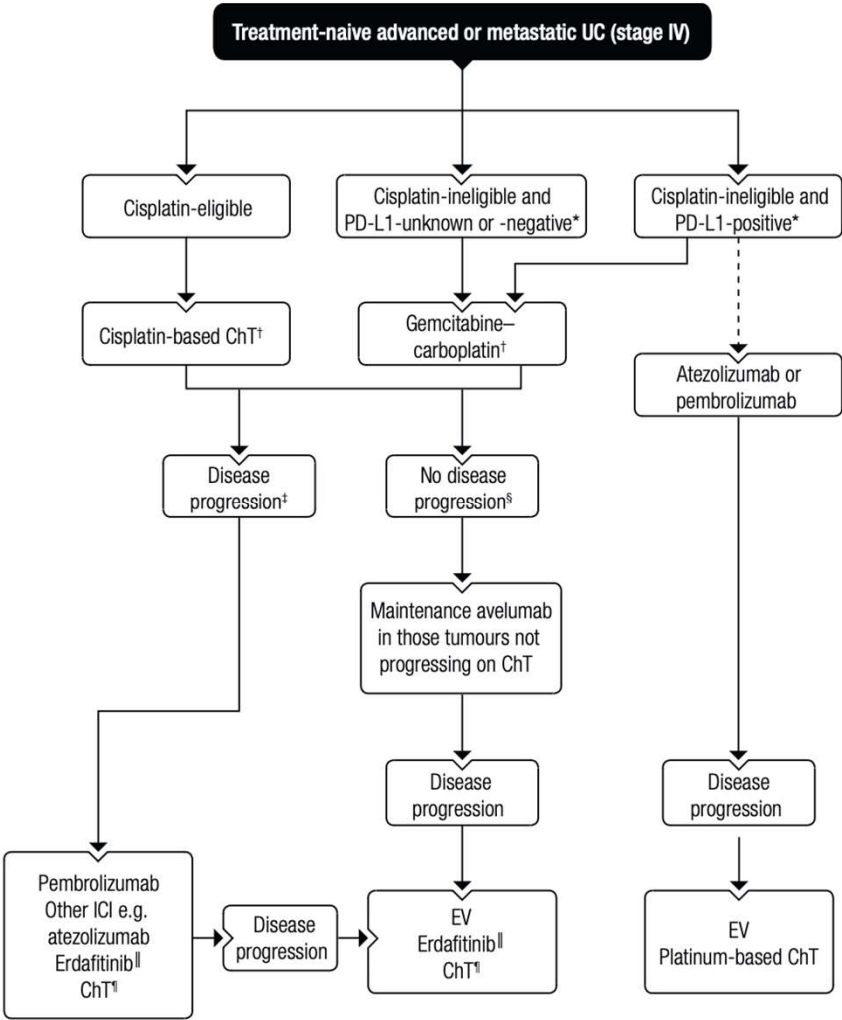 Treatment-naive advanced or metastatic UC (stage IV)
Cisplatin-eligible
Cisplatin-ineligible and
PD-L1-unknown or -negative*
Cisplatin-ineligible and
PD-L1-positive*
Cisplatin-based ChT†
Gemcitabine–
carboplatin†
Atezolizumab or
pembrolizumab
Disease
progression‡
No disease
progression§
Maintenance avelumab
in those tumours not
progressing on ChT
Disease
progression
Disease
progression
Pembrolizumab
Other ICI e.g.
atezolizumab
Erdafitinib‖
ChT¶
Disease
progression
EV
Erdafitinib‖
ChT¶
EV
Platinum-based ChT